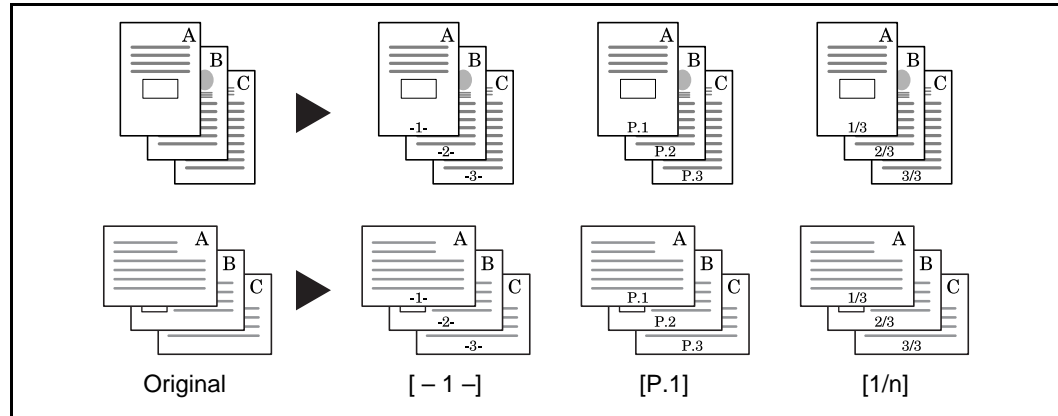 A
B
C
A
B
C
-1-
-2-
-3-
A
B
C
P.1
P.2
P.3
A
B
C
1/3
2/3
3/3
A
B
C
A
B
C
-1-
-2-
-3-
A
B
C
P.1
P.2
P.3
A
B
C
1/3
2/3
3/3
Original [ – 1 –] [P.1] [1/n]